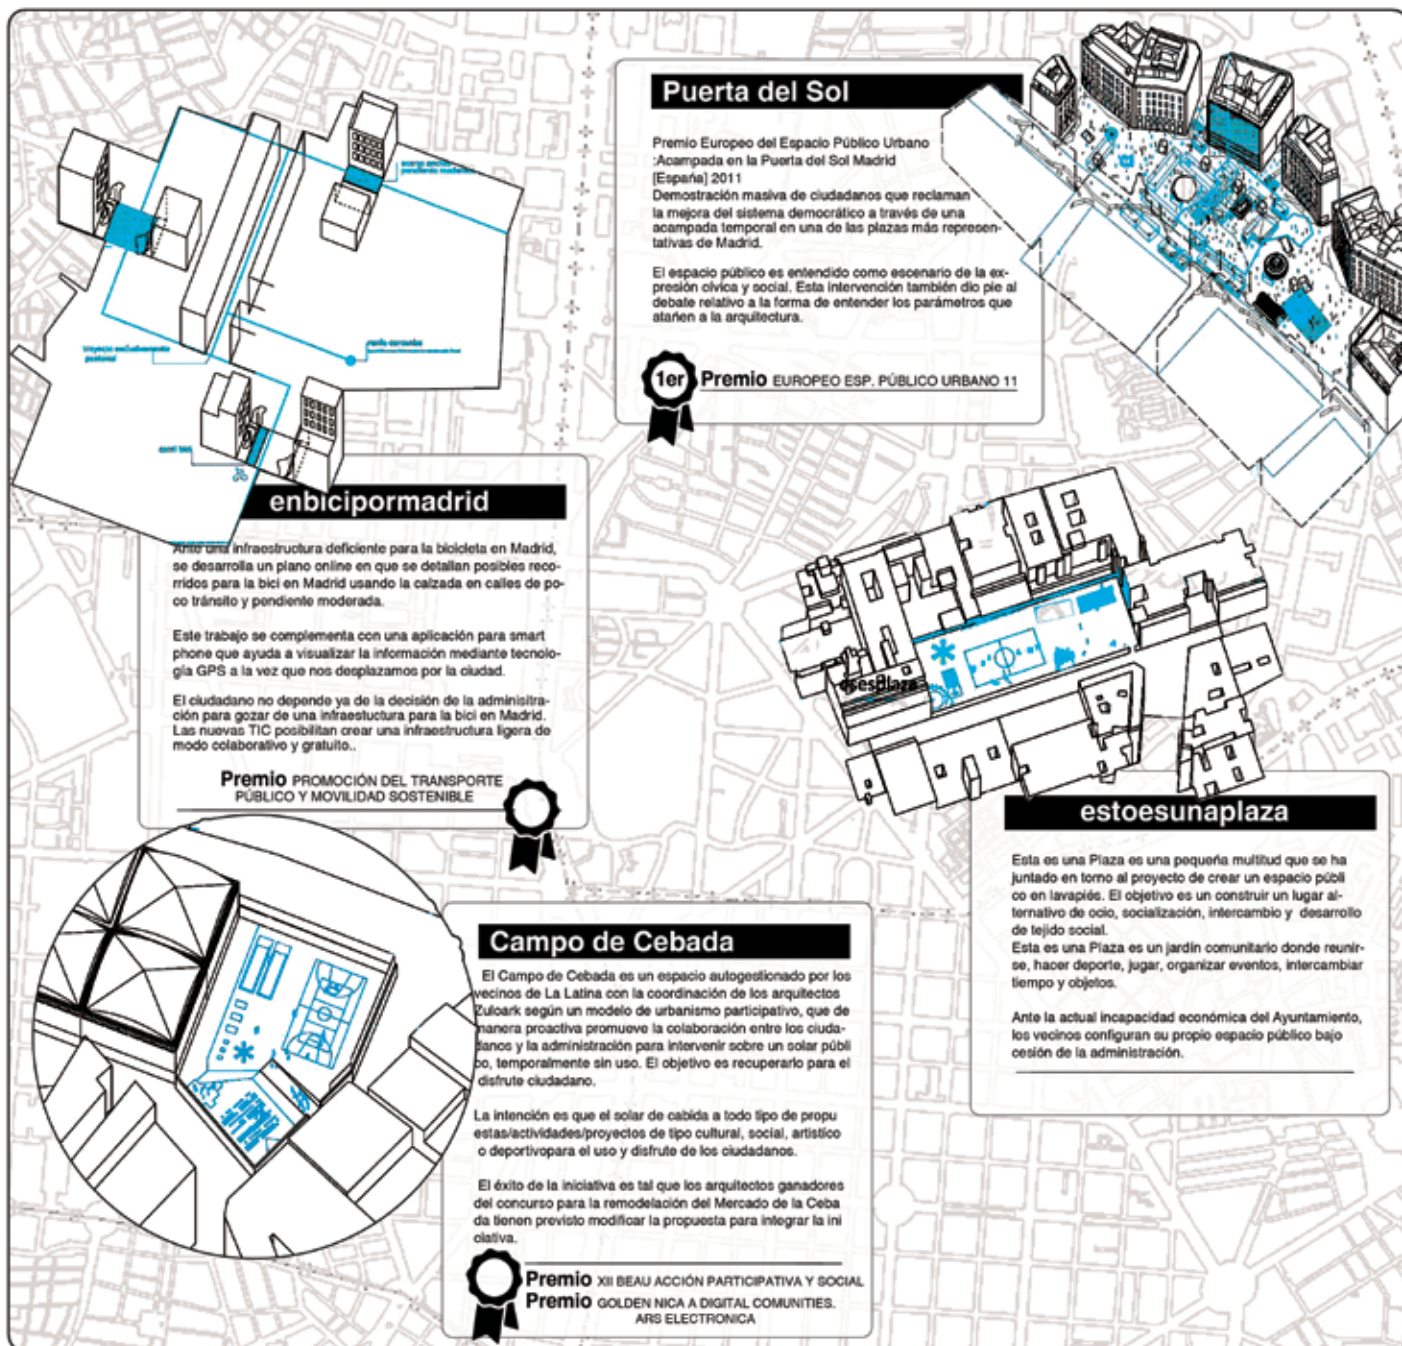 Puerta del Sol
Premio Europeo del Espacio Público Urbano
:Acampada en la Puerta del Sol Madrid
[España] 2011
Demostración masiva de ciudadanos que reclaman
la mejora del sistema democrático a través de una
acampada temporal en una de las plazas más represen-
tativas de Madrid.
El espacio público es entendido como escenario de la ex-
presión cívica y social. Esta intervención también dio pie al
debate relativo a la forma de entender los parámetros que
atañen a la arquitectura.
1er Premio EUROPEO ESP. PÚBLICO URBANO 11
trayecto exclusivamente
peatonal
carril bici
enbicipormadrid
Ante una infraestructura deficiente para la bicicleta en Madrid,
se desarrolla un plano online en que se detallan posibles reco-
rridos para la bici en Madrid usando la calzada en calles de po-
co tránsito y pendiente moderada.
Este trabajo se complementa con una aplicación para smart
phone que ayuda a visualizar la información mediante tecnolo-
gía GPS a la vez que nos desplazamos por la ciudad.
El ciudadano no depende ya de la decisión de la adminisitra-
ción para gozar de una infraestuctura para la bici en Madrid.
Las nuevas TIC posibilitan crear una infraestructura ligera de
modo colaborativo y gratuito..
Premio PROMOCIÓN DEL TRANSPORTE
PÚBLICO Y MOVILIDAD SOSTENIBLE
estoesunaplaza
Esta es una Plaza es una pequeña multitud que se ha
juntado en torno al proyecto de crear un espacio públi
co en lavapiés. El objetivo es un construir un lugar al-
ternativo de ocio, socialización, intercambio y desarrollo
de tejido social.
Esta es una Plaza es un jardín comunitario donde reunir-
se, hacer deporte, jugar, organizar eventos, intercambiar
tiempo y objetos.
Ante la actual incapacidad económica del Ayuntamiento,
los vecinos configuran su propio espacio público bajo
cesión de la administración.
Campo de Cebada
El Campo de Cebada es un espacio autogestionado por los
vecinos de La Latina con la coordinación de los arquitectos
Zuloark según un modelo de urbanismo participativo, que de
manera proactiva promueve la colaboración entre los ciuda-
danos y la administración para intervenir sobre un solar públi
co, temporalmente sin uso. El objetivo es recuperarlo para el
disfrute ciudadano.
La intención es que el solar de cabida a todo tipo de propu
estas/actividades/proyectos de tipo cultural, social, artístico
o deportivopara el uso y disfrute de los ciudadanos.
El éxito de la iniciativa es tal que los arquitectos ganadores
del concurso para la remodelación del Mercado de la Ceba
da tienen previsto modificar la propuesta para integrar la ini
ciativa.
Premio XII BEAU ACCIÓN PARTICIPATIVA Y SOCIAL
Premio GOLDEN NICA A DIGITAL COMUNITIES.
ARS ELECTRONICA